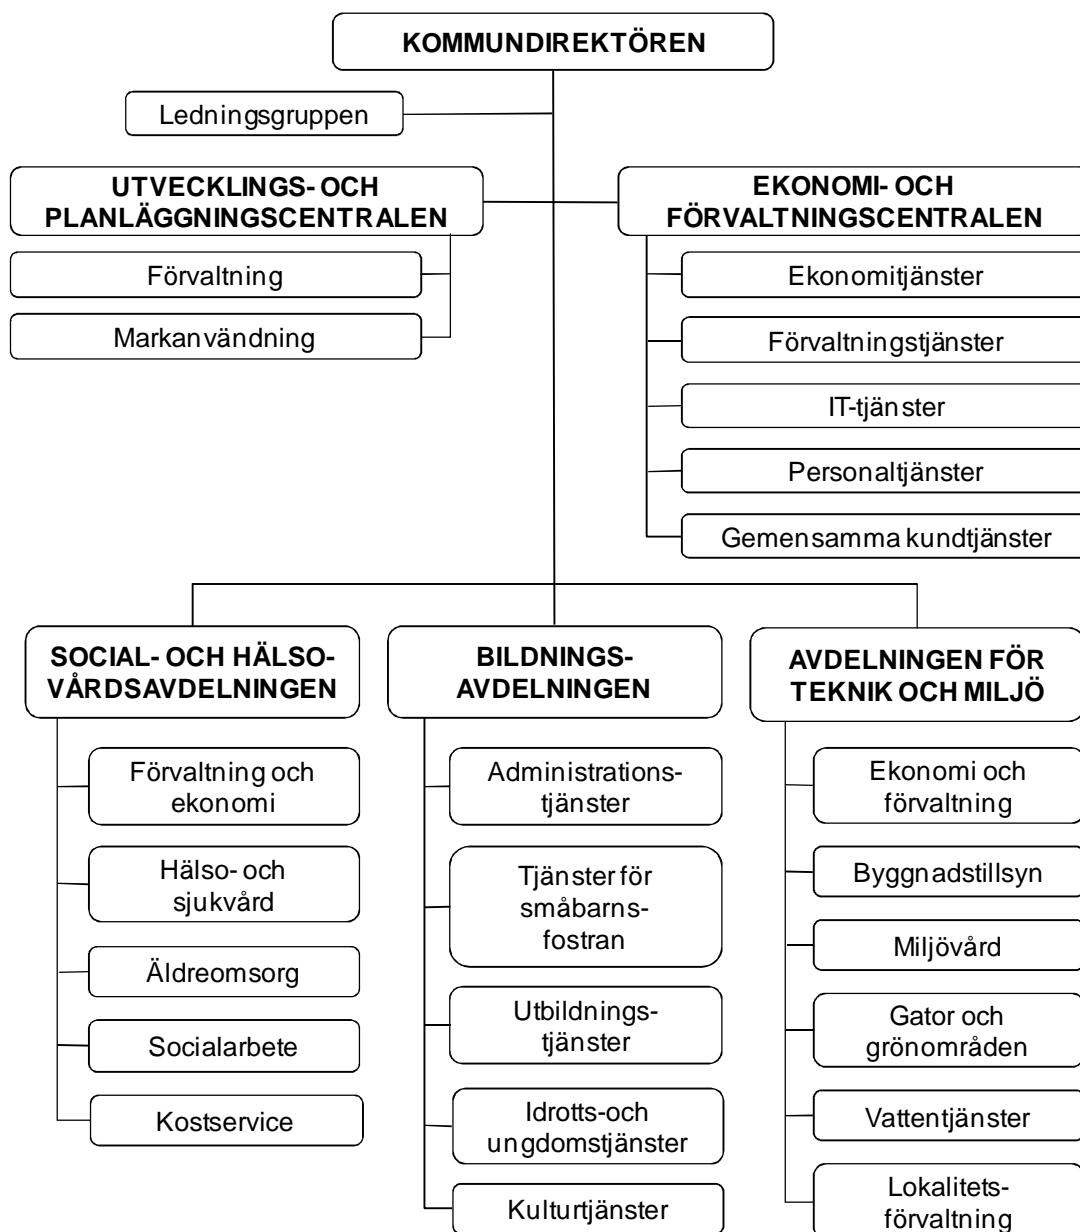 KOMMUNDIREKTÖREN
Ledningsgruppen
UTVECKLINGS- OCH
PLANLÄGGNINGSCENTRALEN
Förvaltning
Markanvändning
EKONOMI- OCH
FÖRVALTNINGSCENTRALEN
Ekonomitjänster
Förvaltningstjänster
IT-tjänster
Personaltjänster
Gemensamma kundtjänster
SOCIAL- OCH HÄLSO-
VÅRDSAVDELNINGEN
Förvaltning och
ekonomi
Hälso- och
sjukvård
Äldreomsorg
Socialarbete
Kostservice
BILDNINGS-
AVDELNINGEN
Administrations-
tjänster
Tjänster för
småbarns-
fostran
Utbildnings-
tjänster
Idrotts- och
ungdomstjänster
Kulturtjänster
AVDELNINGEN FÖR
TEKNIK OCH MILJÖ
Ekonomi och
förvaltning
Byggnadstillsyn
Miljövård
Gator och
grönområden
Vattentjänster
Lokalitets-
förvaltning